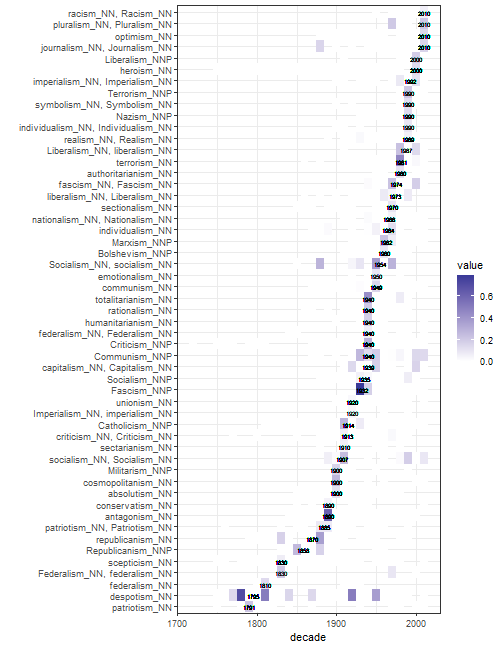 racism_NN, Racism_NN 2010
pluralism_NN, Pluralism_NN 2010
optimism_NN 2010
journalism_NN, Journalism_NN 2010
Liberalism_NNP 2000
heroism_NN 2000
imperialism_NN, Imperialism_NN 1992
Terrorism_NNP 1990
symbolism_NN, Symbolism_NN 1990
Nazism_NNP 1990
individualism_NN, Individualism_NN 1990
realism_NN, Realism_NN 1989
Liberalism_NN, liberalism_NN 1987
terrorism_NN 1981
authoritarianism_NN 1980
fascism_NN, Fascism_NN 1974
liberalism_NN, Liberalism_NN 1973
sectionalism_NN 1970
nationalism_NN, Nationalism_NN
individualism_NN 1964
Marxism_NNP 1962
Bolshevism_NNP 1960
Socialism_NN, socialism_NN 1954
emotionalism_NN 1950
communism_NN 1949
totalitarianism_NN 1940
rationalism_NN 1940
humanitarianism_NN 1940
federalism_NN, Federalism_NN 1940
Criticism_NNP 1940
Communism_NNP 1940
capitalism_NN, Capitalism_NN 1939
Socialism_NNP 1935
Fascism_NNP 1932
unionism_NN 1920
Imperialism_NN, imperialism_NN 1920
Catholicism_NNP 1914
criticism_NN, Criticism_NN 1913
sectarianism_NN 1910
socialism_NN, Socialism_NN 1907
Militarism_NNP 1900
cosmopolitanism_NN 1900
absolutism_NN 1900
conservatism_NN 1890
antagonism_NN 1890
patriotism_NN, Patriotism_NN 1885
republicanism_NN 1870
Republicanism_NNP 1858
scepticism_NN 1830
Federalism_NN, federalism_NN 1830
federalism_NN 1810
despotism_NN 1795
patriotism_NN 1791
1700 1800 1900 2000
decade
value
0.6
0.4
0.2
0.0